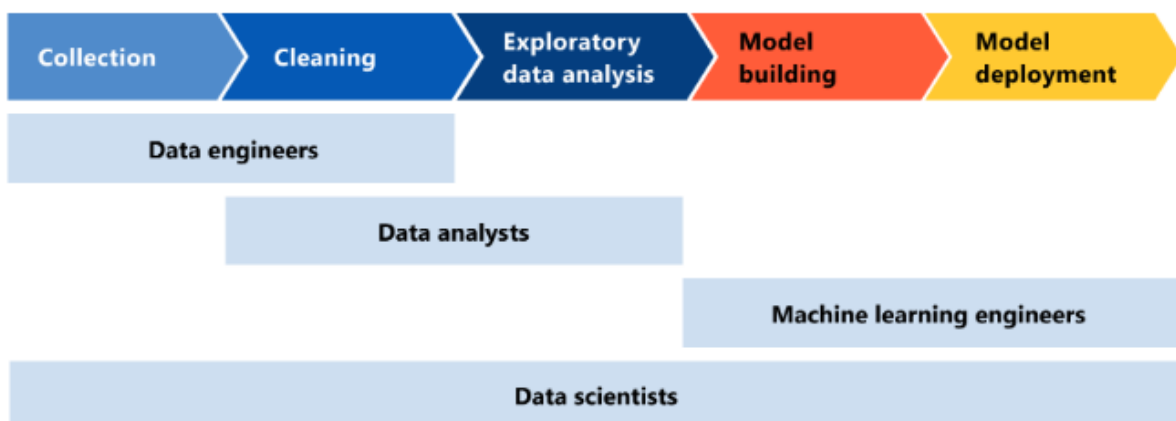 Collection
Cleaning
Exploratory
data analysis
Model
building
Model
deployment
Data engineers
Data analysts
Machine learning engineers
Data scientists